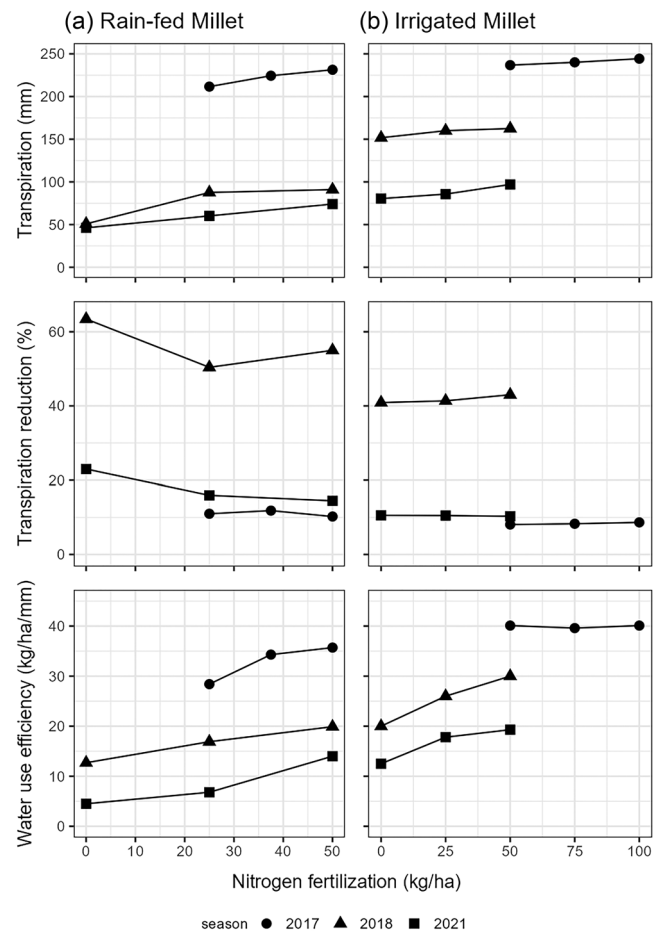 (a) Rain-fed Millet
(b) Irrigated Millet
Transpiration (mm)
250
200
150
100
50
0
Transpiration reduction (%)
60
40
20
0
Water use efficiency (kg/ha/mm)
40
30
20
10
0
0 10 20 30 40 50
0 25 50 75 100
Nitrogen fertilization (kg/ha)
season 2017 2018 2021